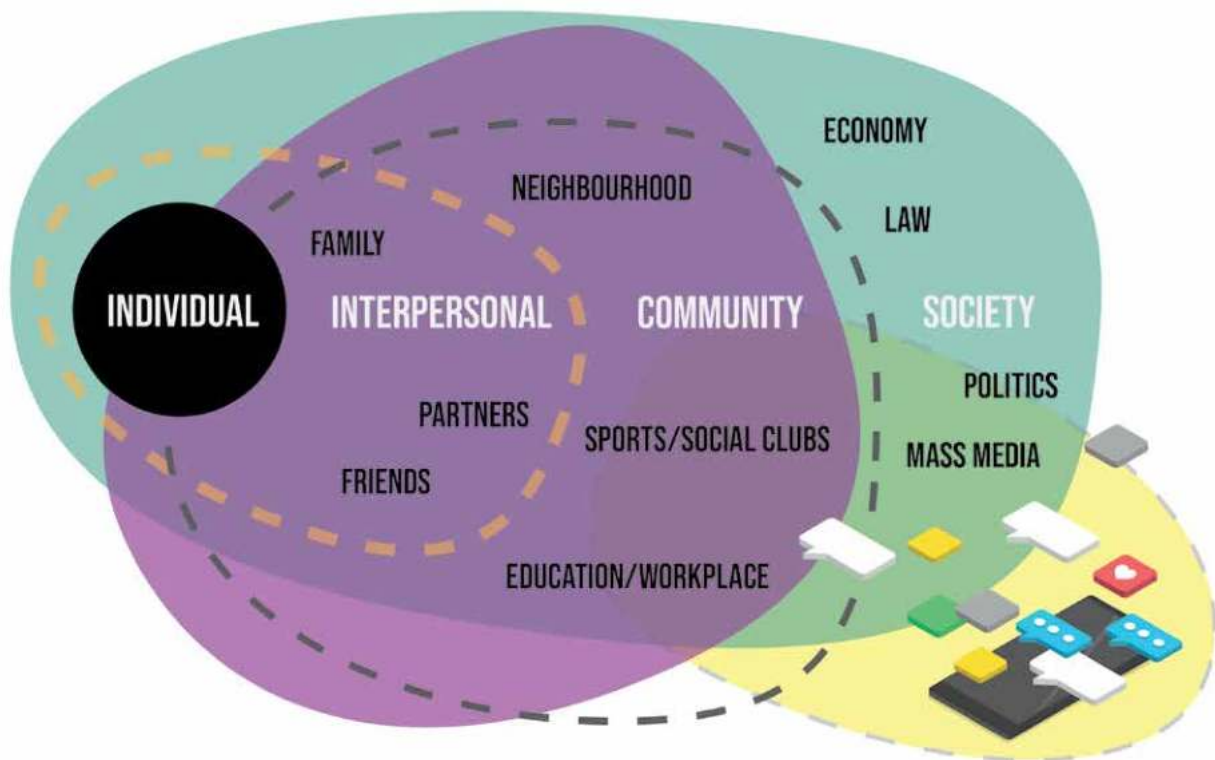 ECONOMY
NEIGHBOURHOOD
LAW
FAMILY
INDIVIDUAL
INTERPERSONAL
COMMUNITY
SOCIETY
POLITICS
PARTNERS
SPORTS/SOCIAL CLUBS
MASS MEDIA
FRIENDS
EDUCATION/WORKPLACE